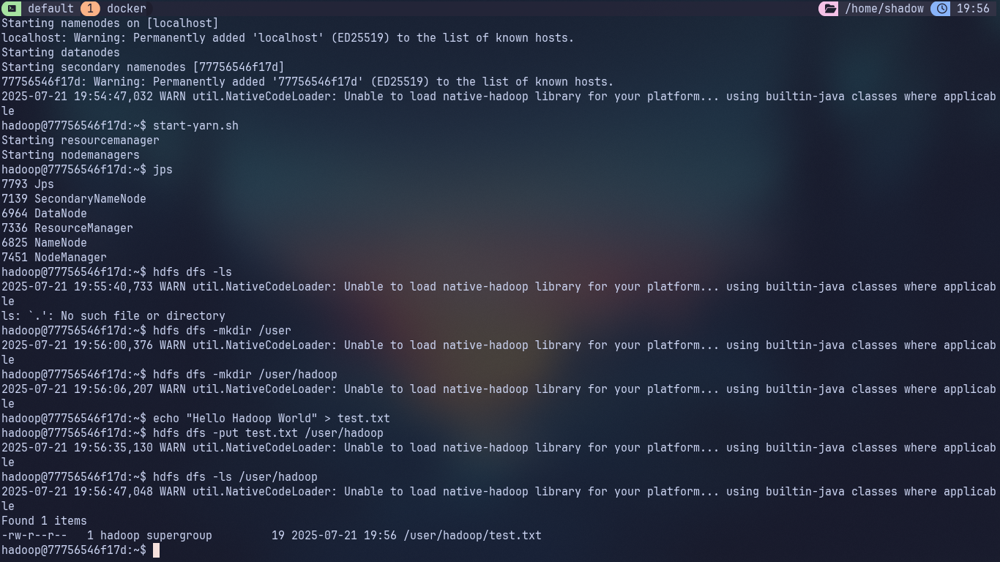 default 1 docker /home/shadow 19:56
Starting namenodes on [localhost]
localhost: Warning: Permanently added 'localhost' (ED25519) to the list of known hosts.
Starting datanodes
Starting secondary namenodes [77756546f17d]
77756546f17d: Warning: Permanently added '77756546f17d' (ED25519) to the list of known hosts.
2025-07-21 19:54:47,032 WARN util.NativeCodeLoader: Unable to load native-hadoop library for your platform... using builtin-java classes where applicab
le
hadoop@77756546f17d:~$ start-yarn.sh
Starting resourcemanager
Starting nodemanagers
hadoop@77756546f17d:~$ jps
7793 Jps
7139 SecondaryNameNode
6964 DataNode
7336 ResourceManager
6825 NameNode
7451 NodeManager
hadoop@77756546f17d:~$ hdfs dfs -ls
2025-07-21 19:55:40,733 WARN util.NativeCodeLoader: Unable to load native-hadoop library for your platform... using builtin-java classes where applicab
le
ls: `.': No such file or directory
hadoop@77756546f17d:~$ hdfs dfs -mkdir /user
2025-07-21 19:56:00,376 WARN util.NativeCodeLoader: Unable to load native-hadoop library for your platform... using builtin-java classes where applicab
le
hadoop@77756546f17d:~$ hdfs dfs -mkdir /user/hadoop
2025-07-21 19:56:06,207 WARN util.NativeCodeLoader: Unable to load native-hadoop library for your platform... using builtin-java classes where applicab
le
hadoop@77756546f17d:~$ echo "Hello Hadoop World" > test.txt
hadoop@77756546f17d:~$ hdfs dfs -put test.txt /user/hadoop
2025-07-21 19:56:35,130 WARN util.NativeCodeLoader: Unable to load native-hadoop library for your platform... using builtin-java classes where applicab
le
hadoop@77756546f17d:~$ hdfs dfs -ls /user/hadoop
2025-07-21 19:56:47,048 WARN util.NativeCodeLoader: Unable to load native-hadoop library for your platform... using builtin-java classes where applicab
le
Found 1 items
-rw-r--r--   1 hadoop supergroup         19 2025-07-21 19:56 /user/hadoop/test.txt
hadoop@77756546f17d:~$